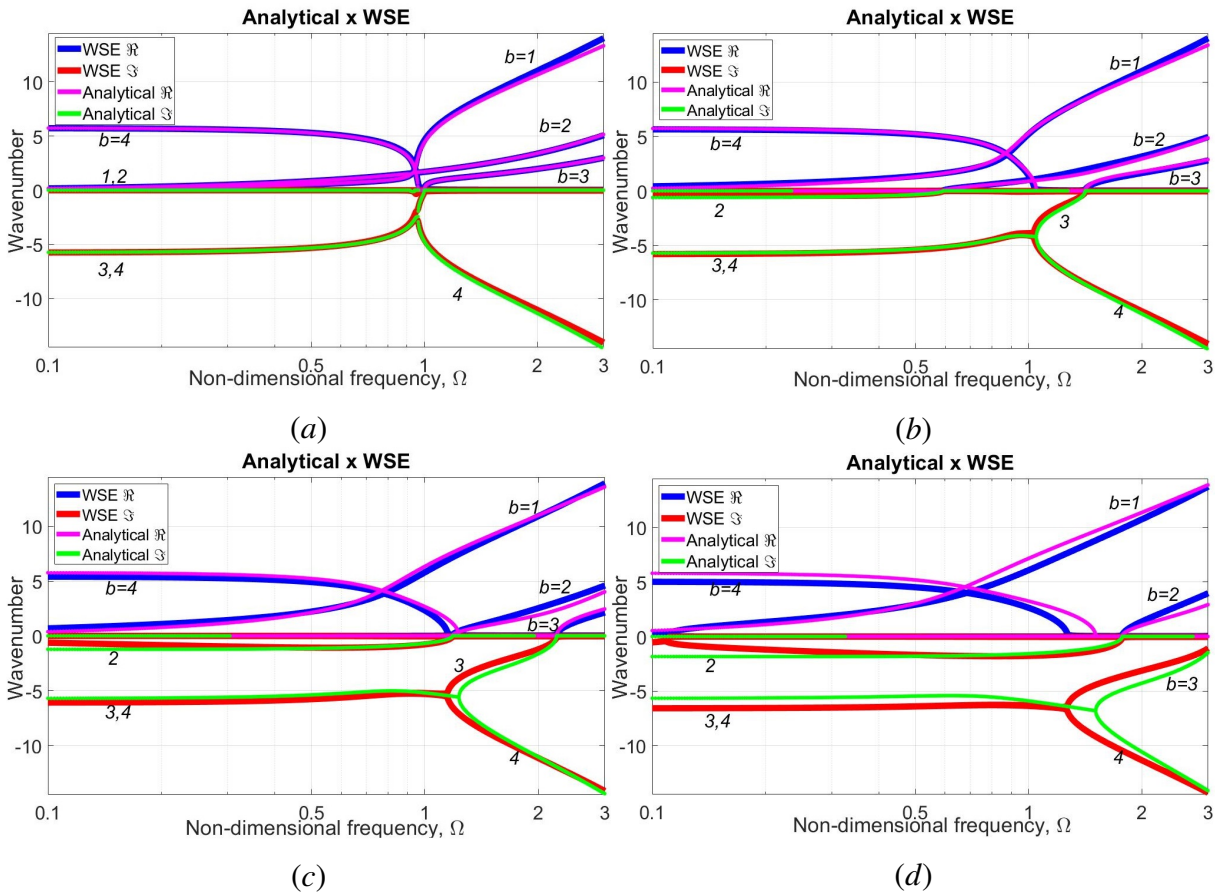 Analytical x WSE
WSE ℜ
WSE ℑ
Analytical ℜ
Analytical ℑ
b=1
b=2
b=3
b=4
1,2
3,4
4
10
5
0
-5
-10
Wavenumber
0.1
0.5
1
2
3
Non-dimensional frequency, Ω
(a)
Analytical x WSE
WSE ℜ
WSE ℑ
Analytical ℜ
Analytical ℑ
b=1
b=2
b=3
b=4
2
3
3,4
4
10
5
0
-5
-10
Wavenumber
0.1
0.5
1
2
3
Non-dimensional frequency, Ω
(b)
Analytical x WSE
WSE ℜ
WSE ℑ
Analytical ℜ
Analytical ℑ
b=1
b=2
b=3
b=4
2
3
3,4
4
10
5
0
-5
-10
Wavenumber
0.1
0.5
1
2
3
Non-dimensional frequency, Ω
(c)
Analytical x WSE
WSE ℜ
WSE ℑ
Analytical ℜ
Analytical ℑ
b=1
b=2
b=3
b=4
2
3,4
4
10
5
0
-5
-10
Wavenumber
0.1
0.5
1
2
3
Non-dimensional frequency, Ω
(d)